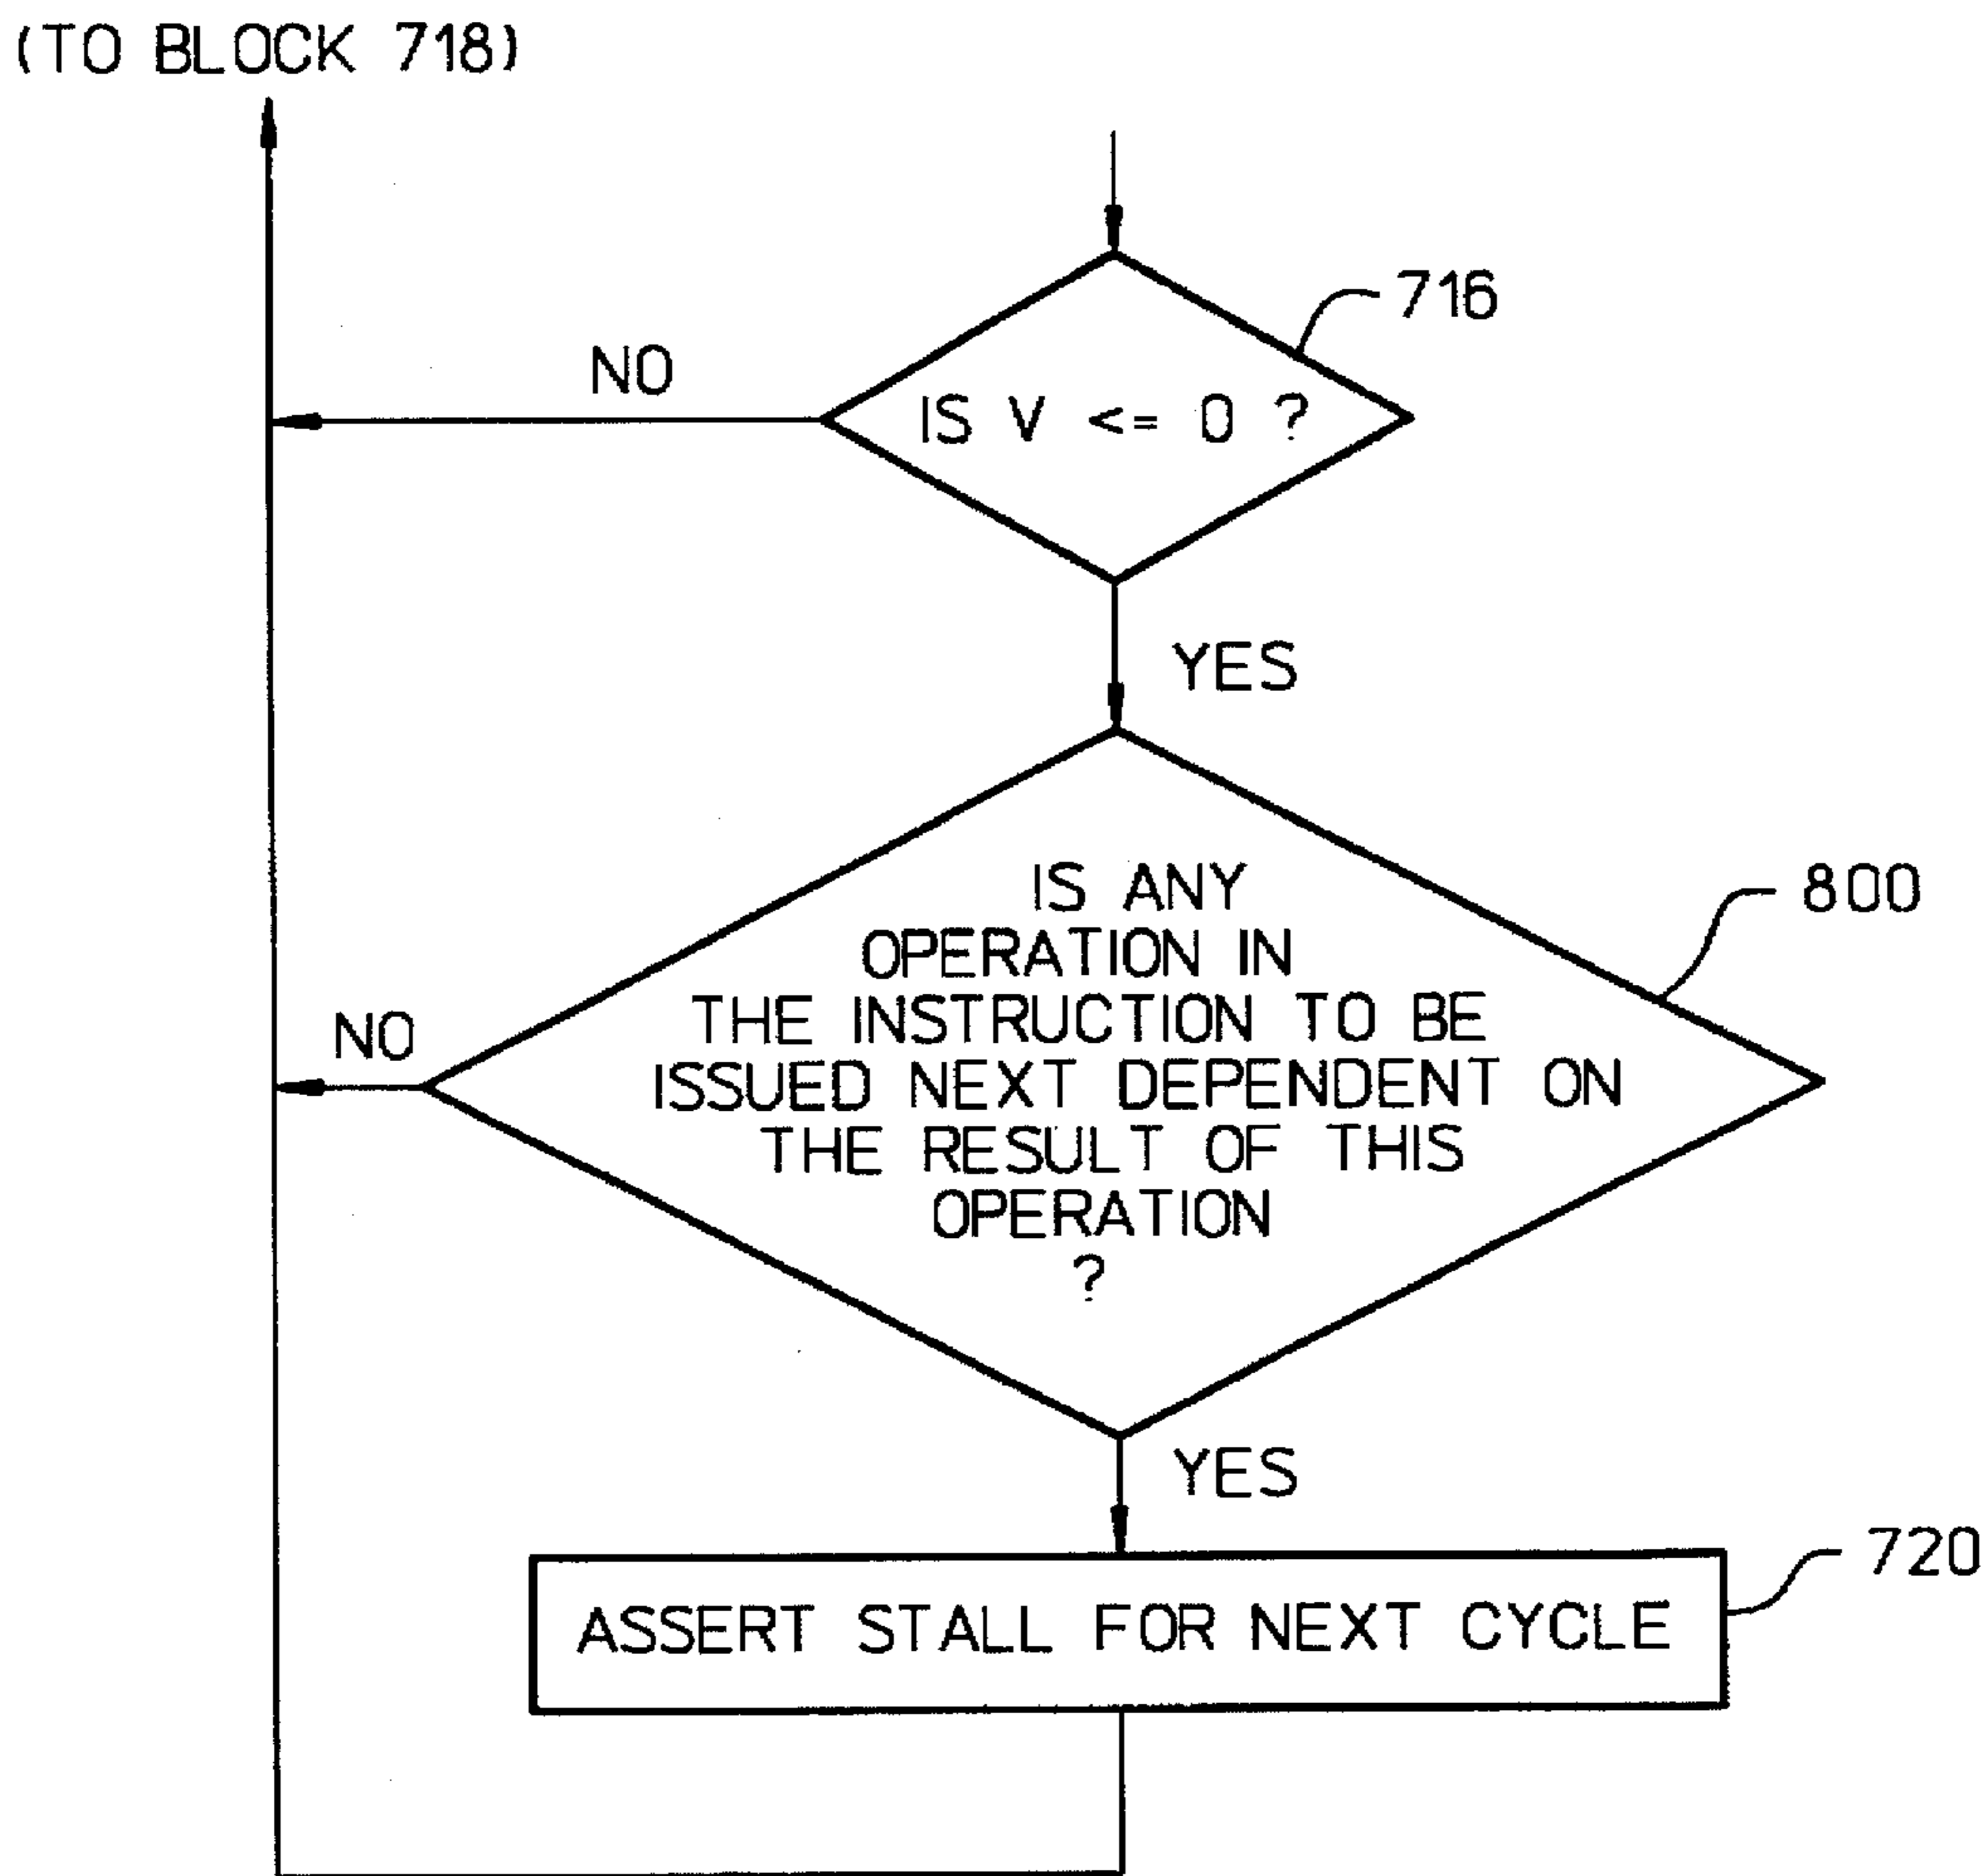 (TO BLOCK 718)
716
NO
IS V <= 0 ?
YES
800
IS ANY
OPERATION IN
THE INSTRUCTION TO BE
ISSUED NEXT DEPENDENT ON
THE RESULT OF THIS
OPERATION
?
NO
YES
720
ASSERT STALL FOR NEXT CYCLE